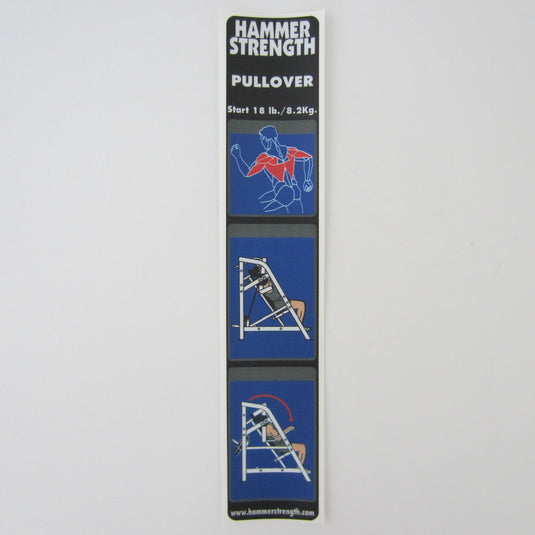 HAMMER
STRENGTH
PULLOVER
Start 18 lb./8.2Kg.
www.hammerstrength.com